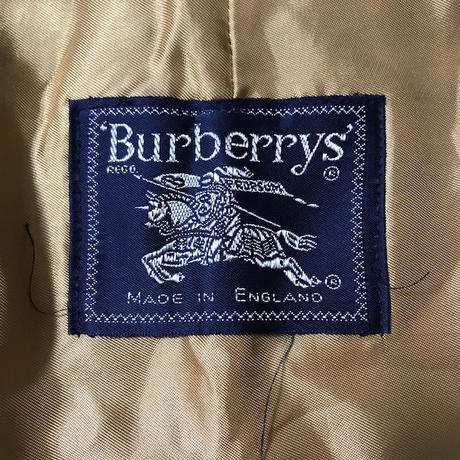 'Burberrys'
REGD. ®
PRORSUM
®
MADE IN ENGLAND